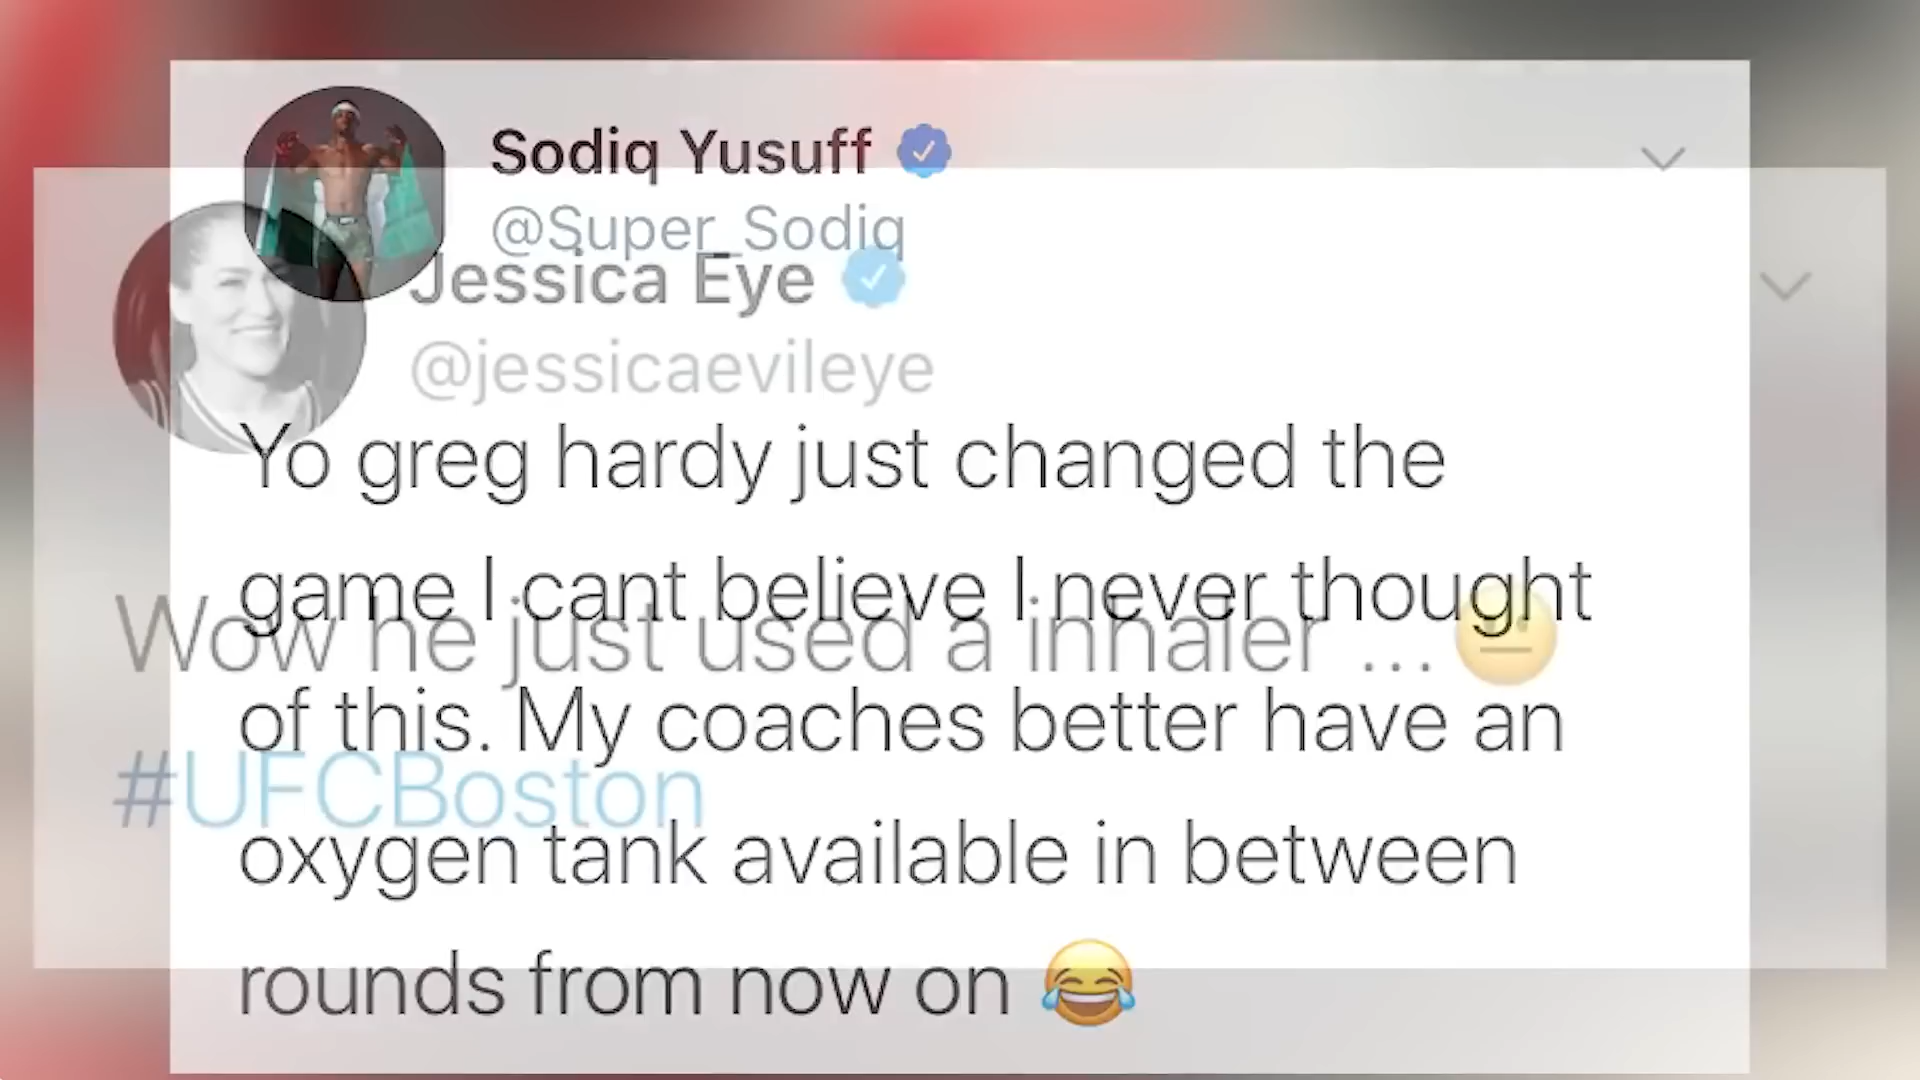 Sodiq Yusuff
@Super_Sodiq
Jessica Eye
@jessicaevileye
Yo greg hardy just changed the
game I cant believe I never thought
Wow he just used a inhaler ... 😐
of this. My coaches better have an
#UFCBoston
oxygen tank available in between
rounds from now on 😂